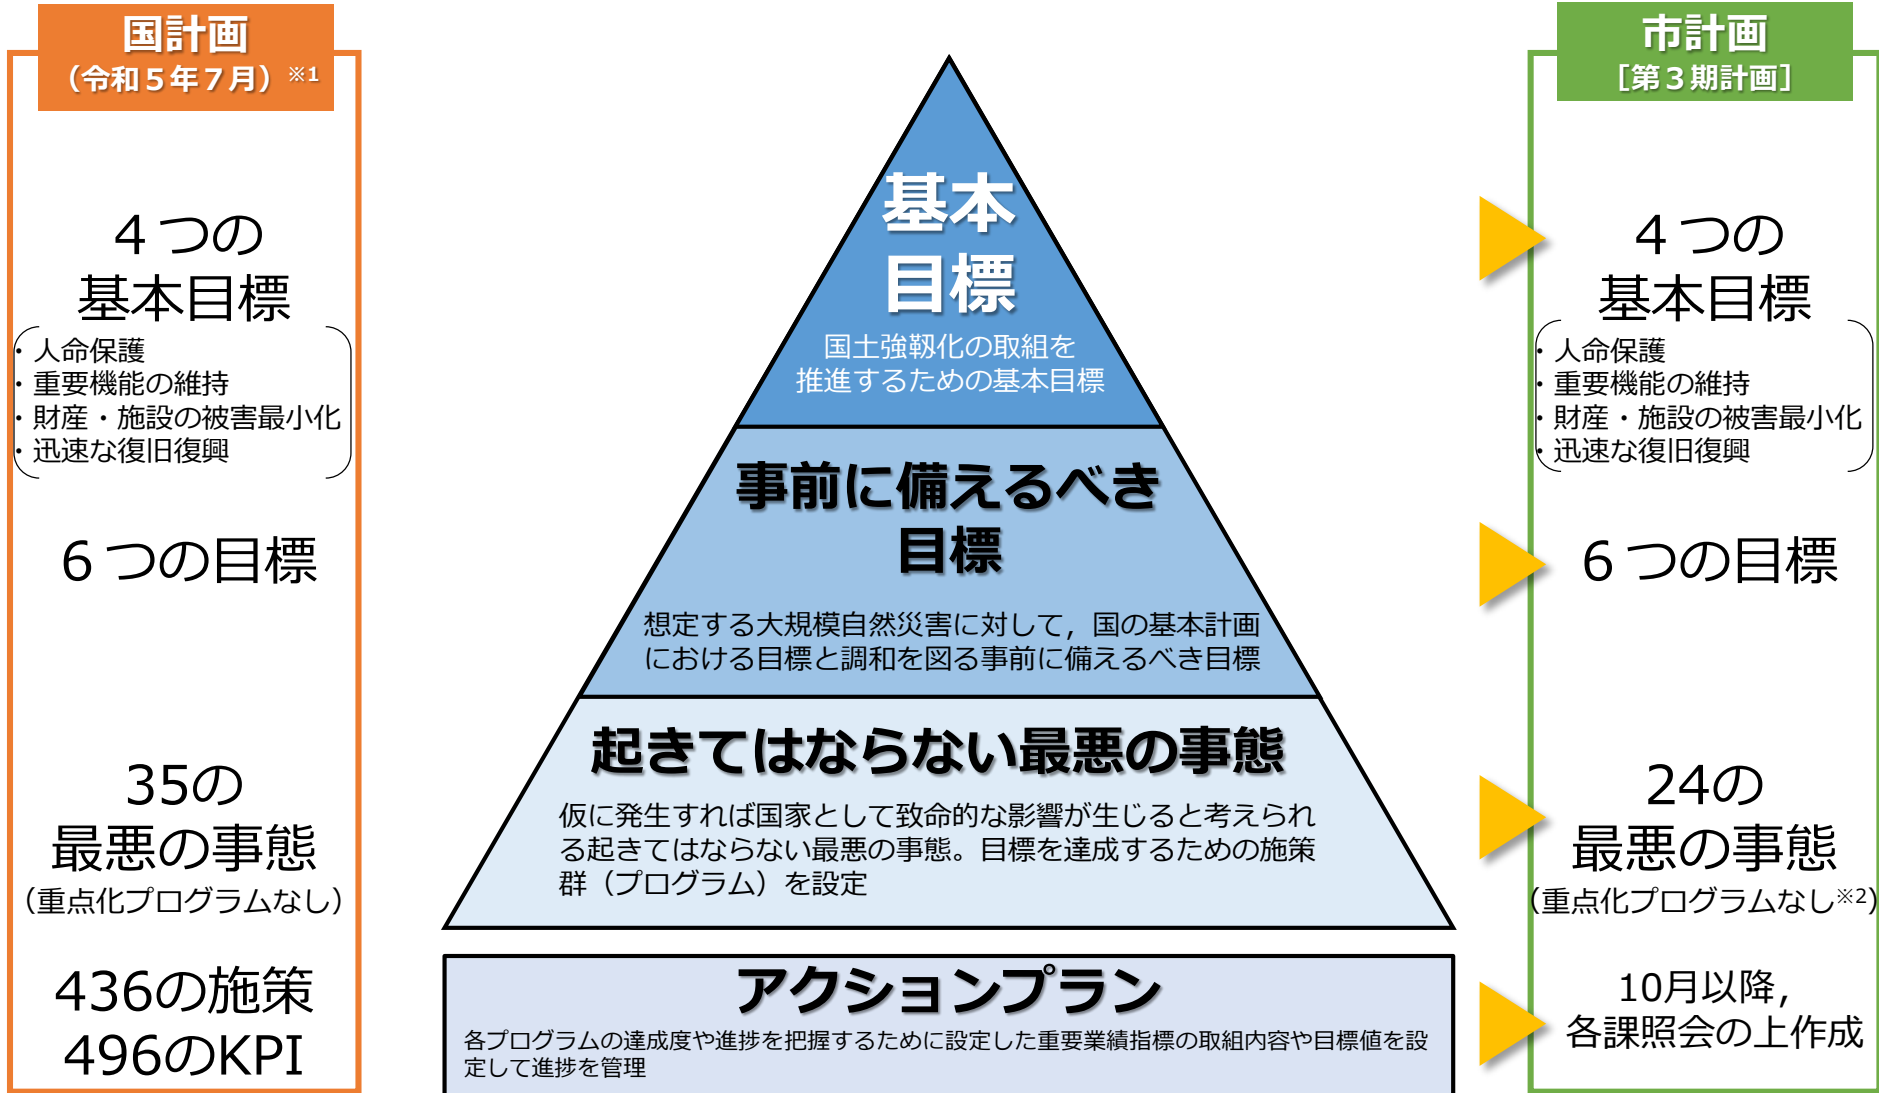 国計画
（令和５年７月）※1
４つの
基本目標
・人命保護
・重要機能の維持
・財産・施設の被害最小化
・迅速な復旧復興
６つの目標
35の
最悪の事態
（重点化プログラムなし）
436の施策
496のKPI
基本
目標
国土強靱化の取組を
推進するための基本目標
事前に備えるべき
目標
想定する大規模自然災害に対して，国の基本計画
における目標と調和を図る事前に備えるべき目標
起きてはならない最悪の事態
仮に発生すれば国家として致命的な影響が生じると考えられ
る起きてはならない最悪の事態。目標を達成するための施策
群（プログラム）を設定
アクションプラン
各プログラムの達成度や進捗を把握するために設定した重要業績指標の取組内容や目標値を設
定して進捗を管理
市計画
［第３期計画］
４つの
基本目標
・人命保護
・重要機能の維持
・財産・施設の被害最小化
・迅速な復旧復興
６つの目標
24の
最悪の事態
（重点化プログラムなし※2）
10月以降，
各課照会の上作成